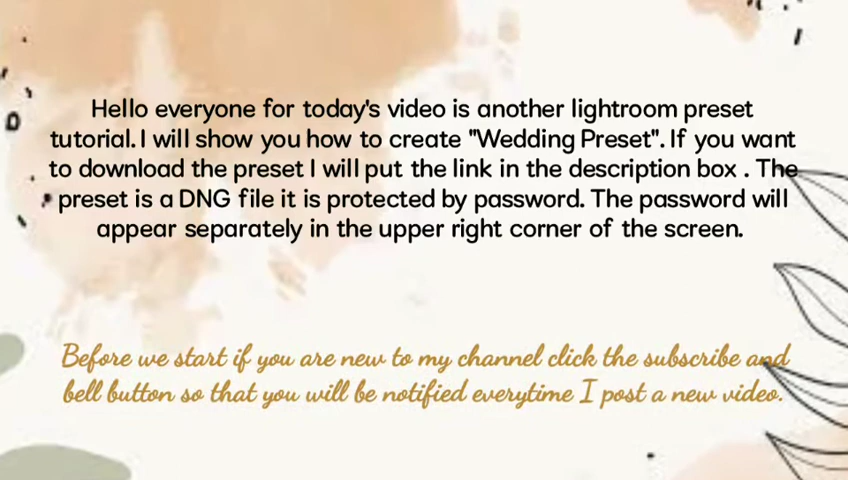 Hello everyone for today's video is another lightroom preset
tutorial. I will show you how to create "Wedding Preset". If you want
to download the preset I will put the link in the description box . The
preset is a DNG file it is protected by password. The password will
appear separately in the upper right corner of the screen.
Before we start if you are new to my channel click the subscribe and
bell button so that you will be notified everytime I post a new video.